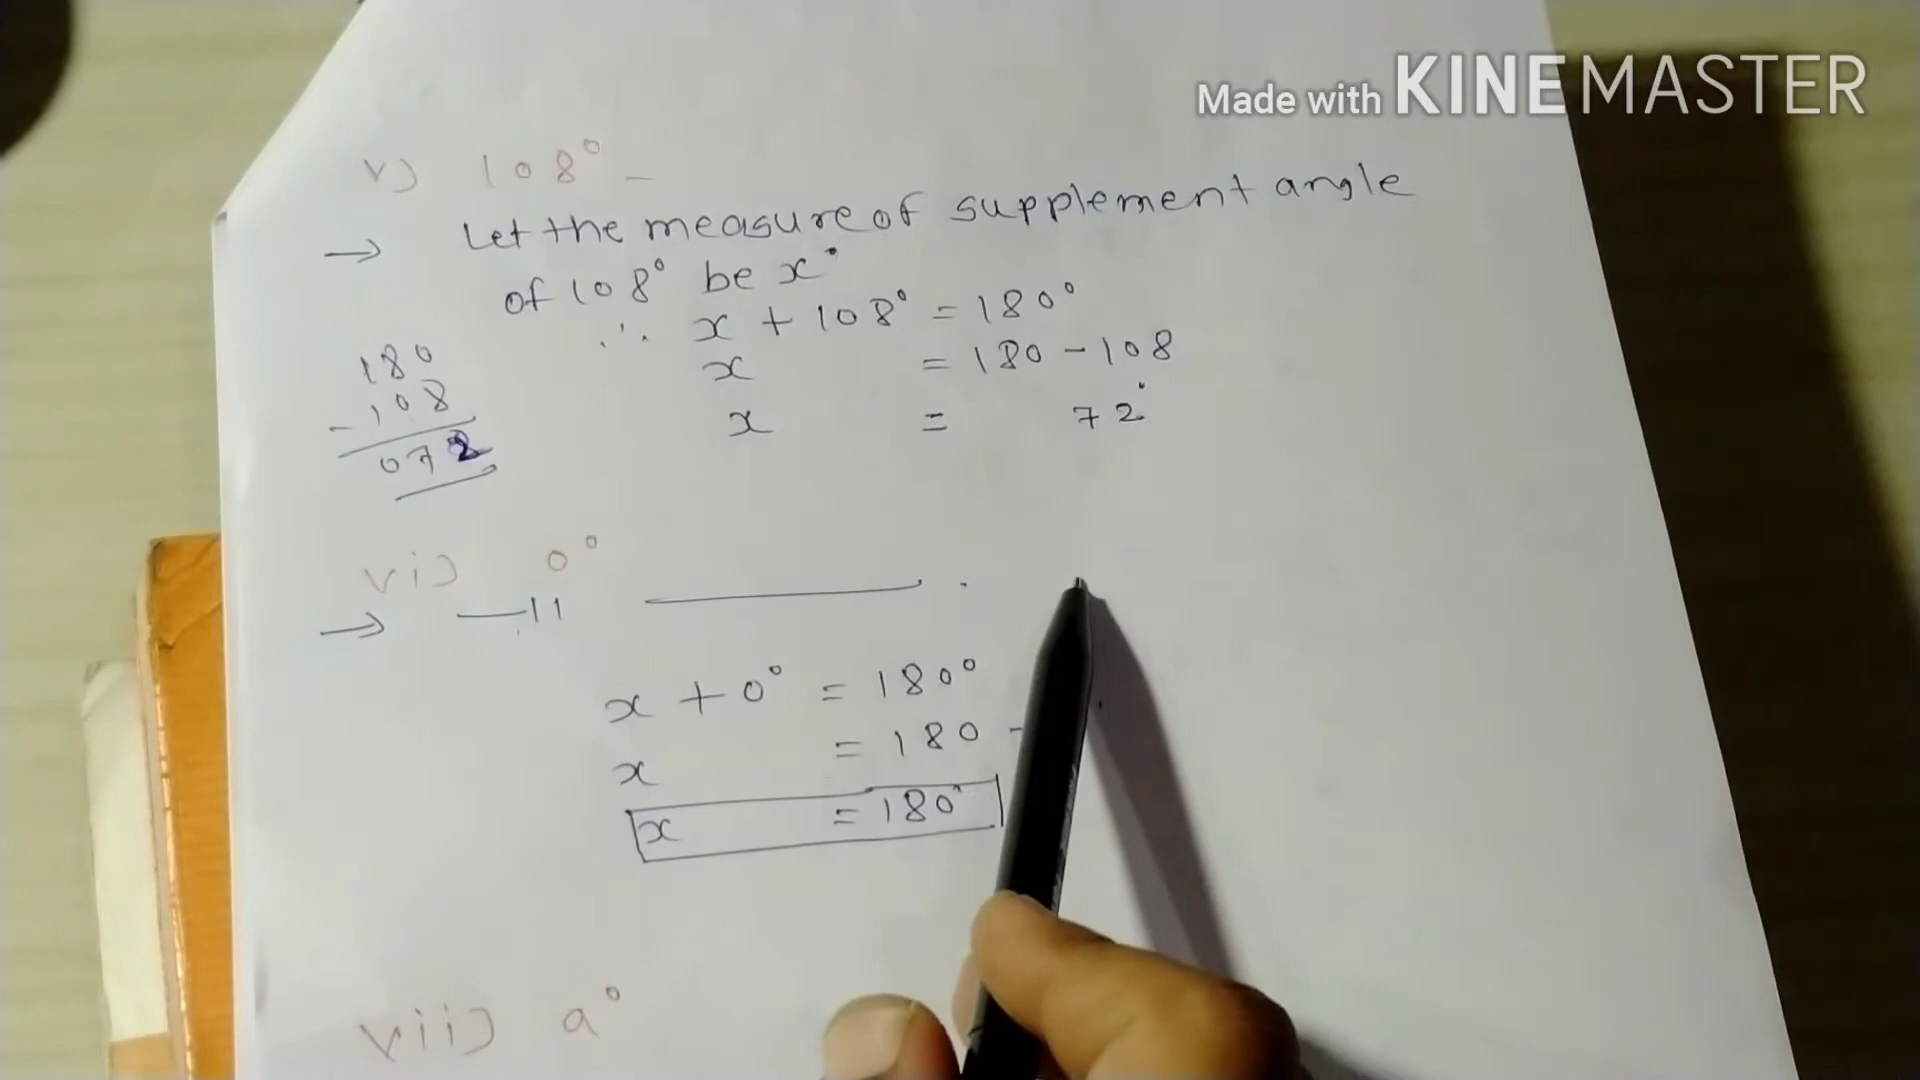 Made with KINEMASTER
v) 108° -
→ Let the measure of supplement angle
of 108° be x°
∴ x + 108° = 180°
x = 180 - 108
x = 72°
180
- 108
072
vi) 0°
→ —11 ———— .
x + 0° = 180°
x = 180 -
x = 180°
vii) a°